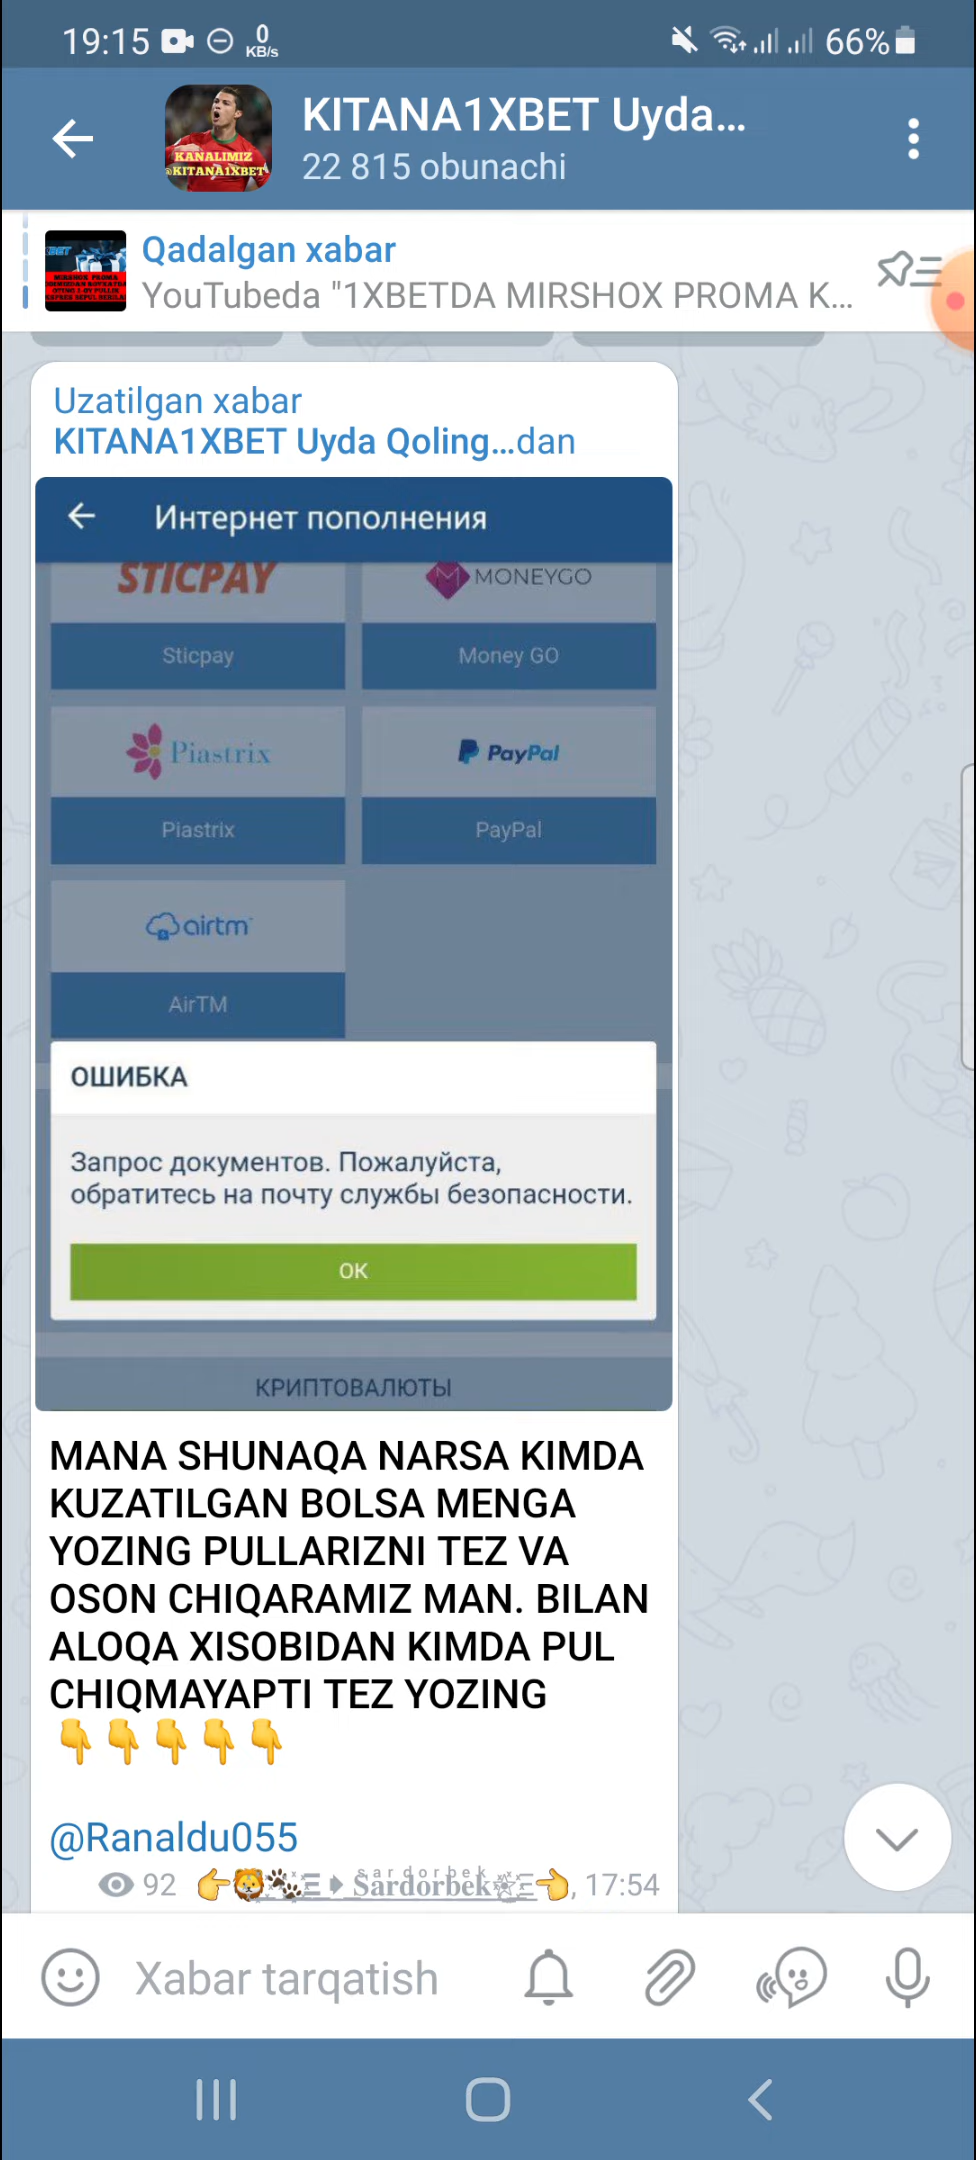 19:15
0
KB/s
66%
KANALIMIZ
@KITANA1XBET
KITANA1XBET Uyda...
22 815 obunachi
Qadalgan xabar
YouTubeda "1XBETDA MIRSHOX PROMA K...
Uzatilgan xabar
KITANA1XBET Uyda Qoling...dan
Интернет пополнения
STICPAY
MONEYGO
Sticpay
Money GO
Piastrix
PayPal
Piastrix
PayPal
airtm
AirTM
ОШИБКА
Запрос документов. Пожалуйста,
обратитесь на почту службы безопасности.
ОК
КРИПТОВАЛЮТЫ
MANA SHUNAQA NARSA KIMDA
KUZATILGAN BOLSA MENGA
YOZING PULLARIZNI TEZ VA
OSON CHIQARAMIZ MAN. BILAN
ALOQA XISOBIDAN KIMDA PUL
CHIQMAYAPTI TEZ YOZING
👇👇👇👇👇
@Ranaldu055
92 👉🦁🐾 Sardorbek 👈, 17:54
Xabar tarqatish